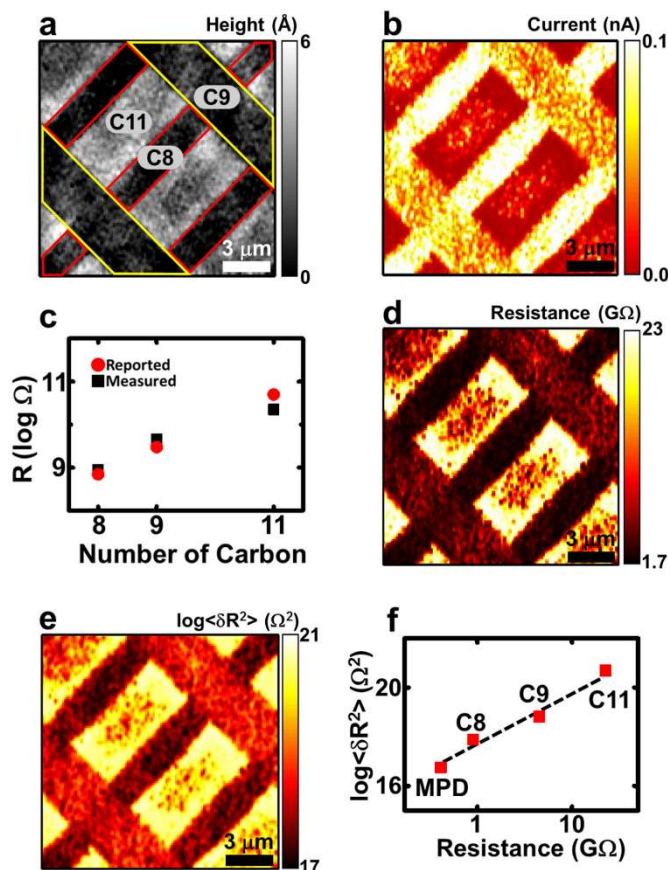 a
Height (Å)
6
C9
C11
C8
3 μm
0
b
Current (nA)
0.1
3 μm
0.0
c
Reported
Measured
R (log Ω)
11
9
8
9
11
Number of Carbon
d
Resistance (GΩ)
23
3 μm
1.7
e
log<δR²> (Ω²)
21
3 μm
17
f
log<δR²> (Ω²)
20
16
C9
C8
C11
MPD
1
10
Resistance (GΩ)